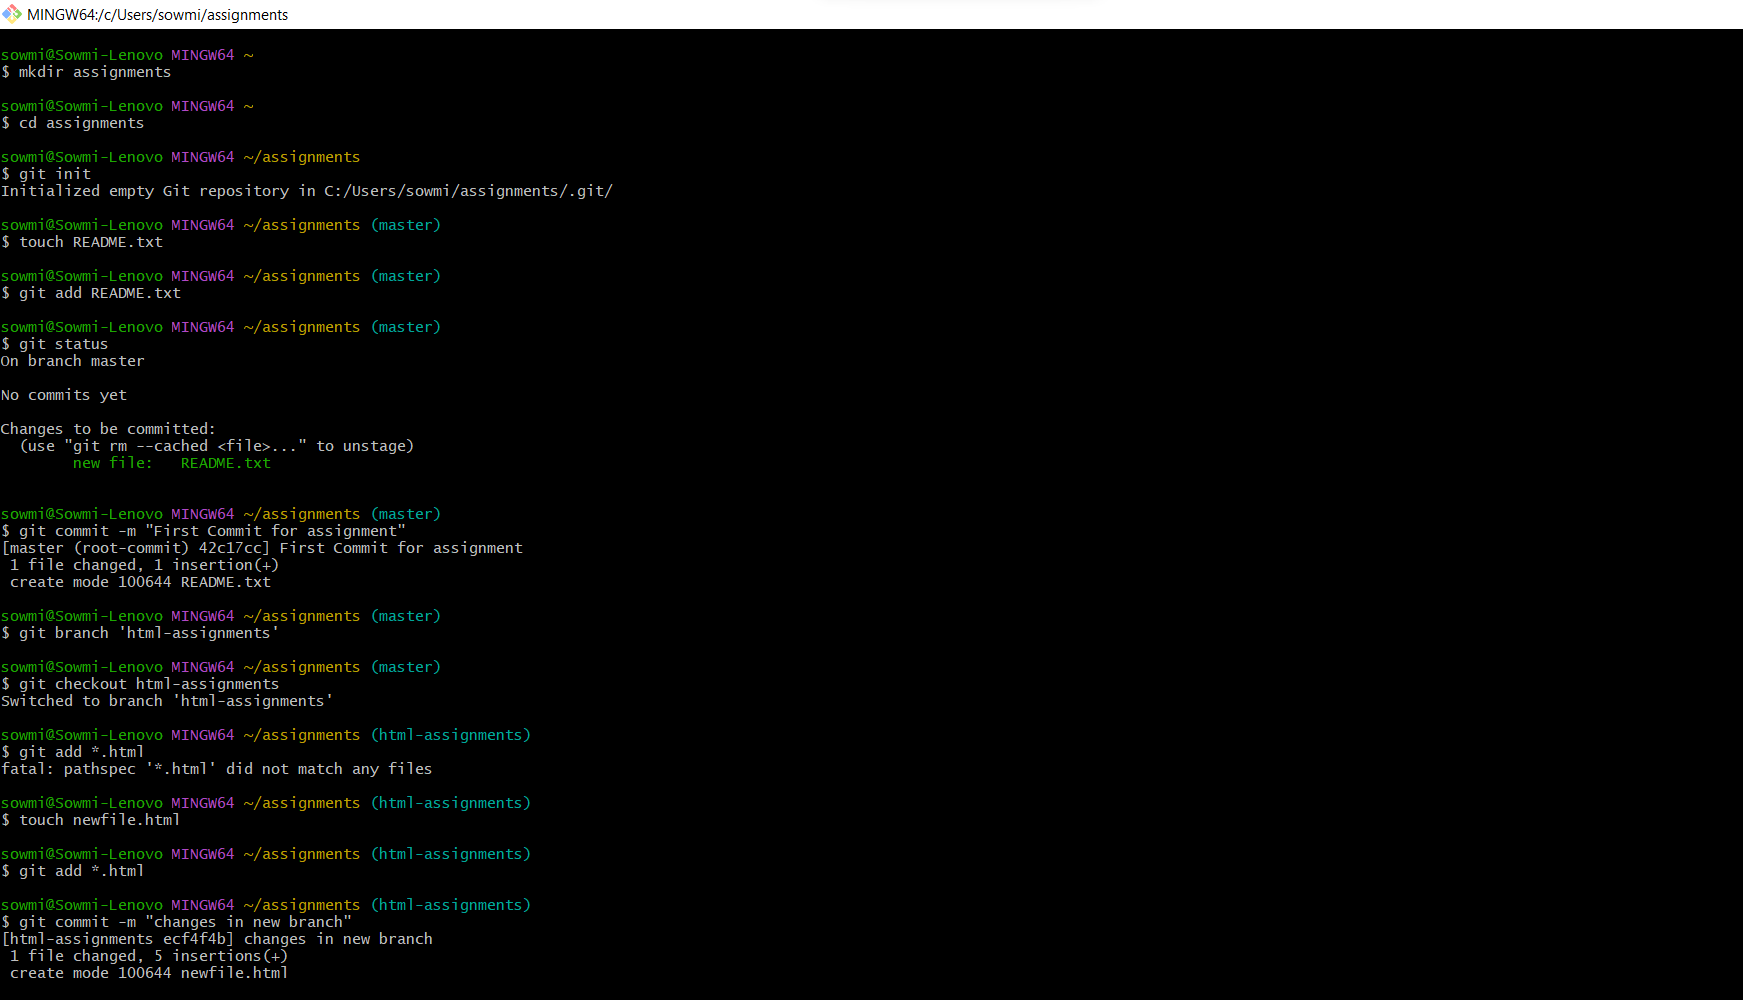 MINGW64:/c/Users/sowmi/assignments
sowmi@Sowmi-Lenovo MINGW64 ~
$ mkdir assignments
sowmi@Sowmi-Lenovo MINGW64 ~
$ cd assignments
sowmi@Sowmi-Lenovo MINGW64 ~/assignments
$ git init
Initialized empty Git repository in C:/Users/sowmi/assignments/.git/
sowmi@Sowmi-Lenovo MINGW64 ~/assignments (master)
$ touch README.txt
sowmi@Sowmi-Lenovo MINGW64 ~/assignments (master)
$ git add README.txt
sowmi@Sowmi-Lenovo MINGW64 ~/assignments (master)
$ git status
On branch master
No commits yet
Changes to be committed:
  (use "git rm --cached <file>..." to unstage)
        new file:   README.txt
sowmi@Sowmi-Lenovo MINGW64 ~/assignments (master)
$ git commit -m "First Commit for assignment"
[master (root-commit) 42c17cc] First Commit for assignment
 1 file changed, 1 insertion(+)
 create mode 100644 README.txt
sowmi@Sowmi-Lenovo MINGW64 ~/assignments (master)
$ git branch 'html-assignments'
sowmi@Sowmi-Lenovo MINGW64 ~/assignments (master)
$ git checkout html-assignments
Switched to branch 'html-assignments'
sowmi@Sowmi-Lenovo MINGW64 ~/assignments (html-assignments)
$ git add *.html
fatal: pathspec '*.html' did not match any files
sowmi@Sowmi-Lenovo MINGW64 ~/assignments (html-assignments)
$ touch newfile.html
sowmi@Sowmi-Lenovo MINGW64 ~/assignments (html-assignments)
$ git add *.html
sowmi@Sowmi-Lenovo MINGW64 ~/assignments (html-assignments)
$ git commit -m "changes in new branch"
[html-assignments ecf4f4b] changes in new branch
 1 file changed, 5 insertions(+)
 create mode 100644 newfile.html